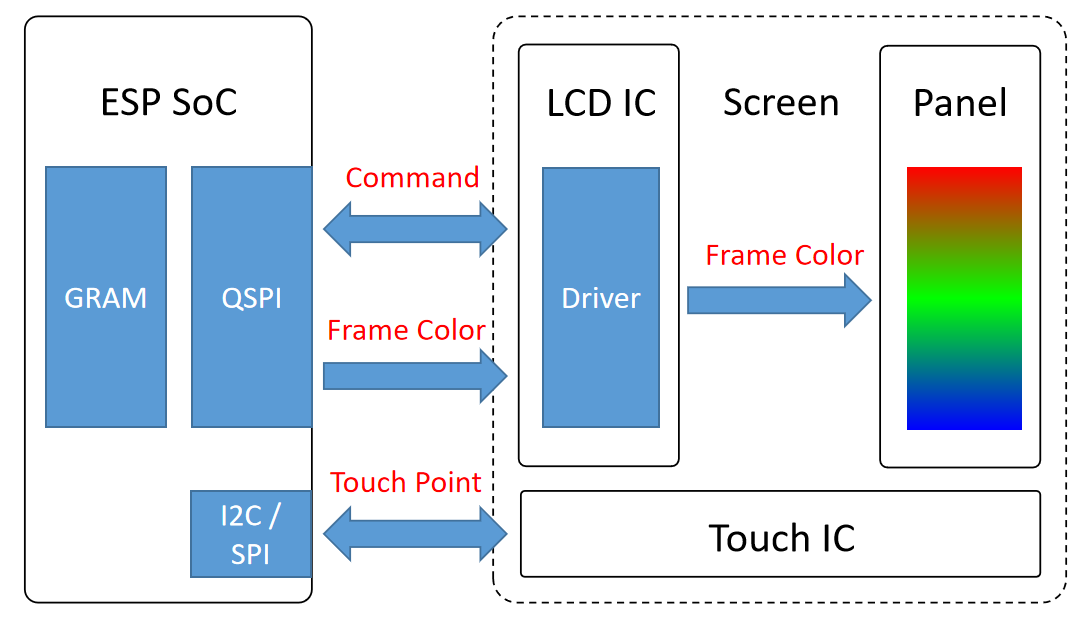 ESP SoC
LCD IC
Screen
Panel
Command
Frame Color
GRAM
QSPI
Driver
Frame Color
Touch Point
I2C /
SPI
Touch IC